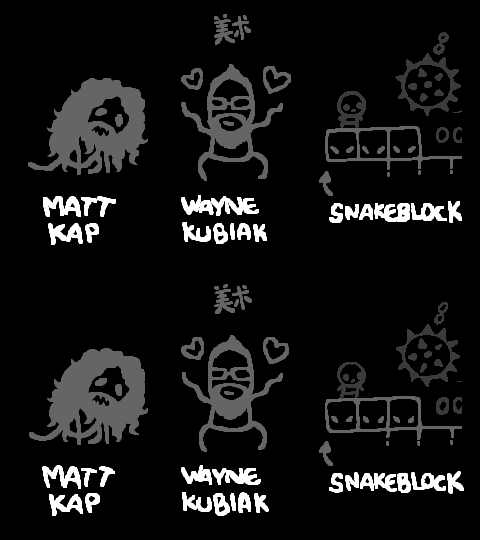 美术
MATT
KAP
WAYNE
KUBIAK
SNAKEBLOCK
美术
MATT
KAP
WAYNE
KUBIAK
SNAKEBLOCK